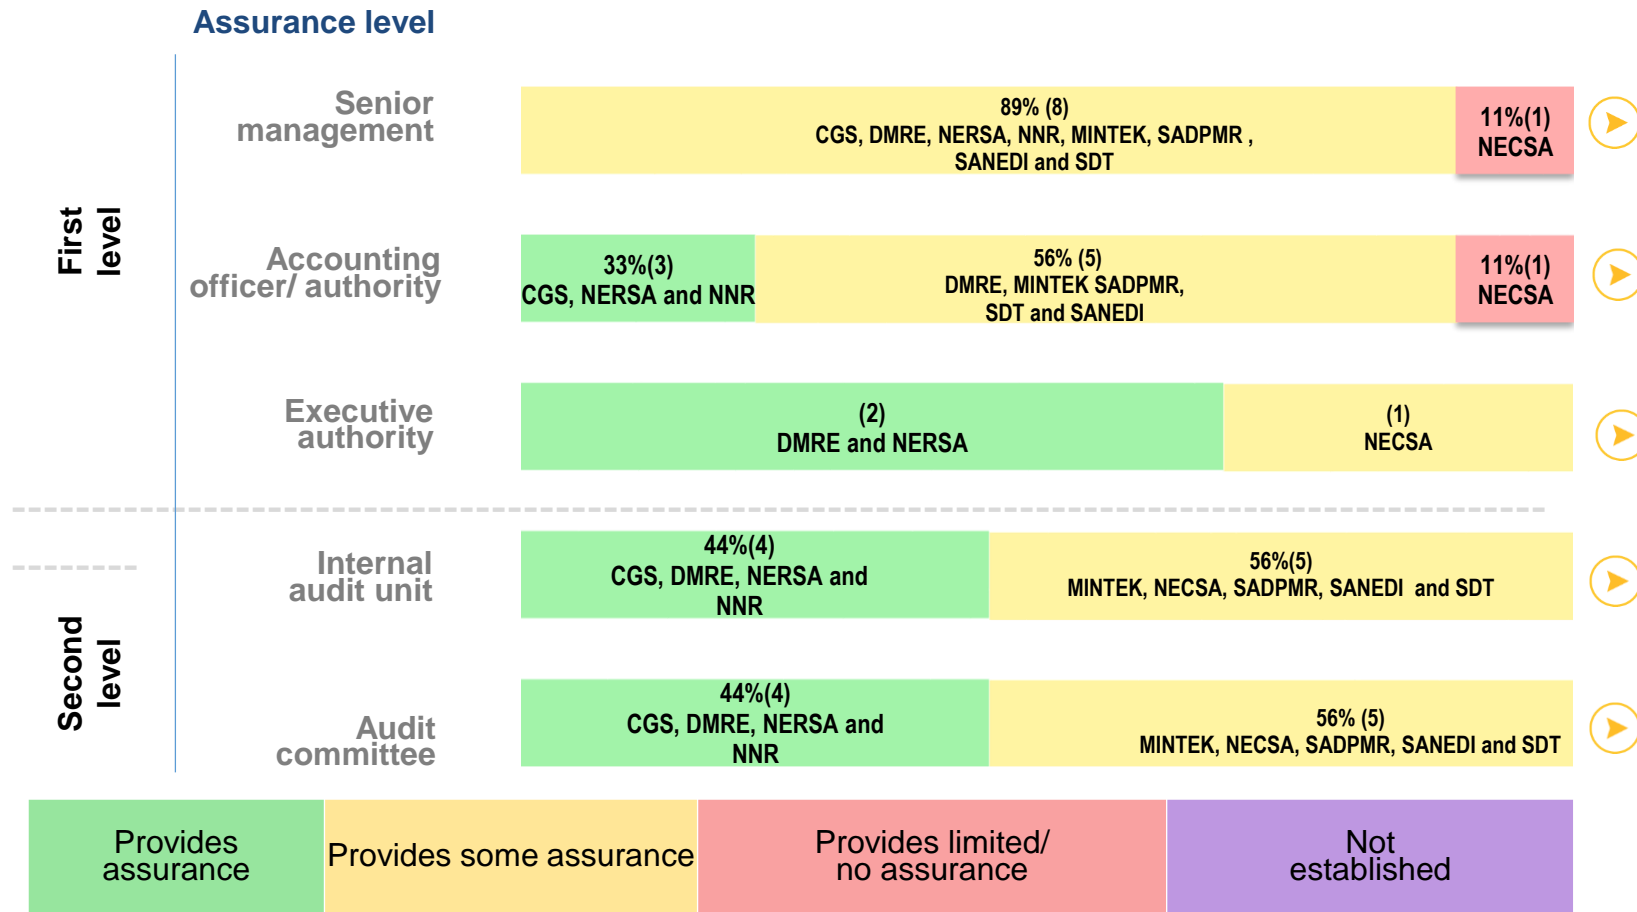 Assurance level
First
level
Senior
management
89% (8)
CGS, DMRE, NERSA, NNR, MINTEK, SADPMR ,
SANEDI and SDT
11%(1)
NECSA
Accounting
officer/ authority
33%(3)
CGS, NERSA and NNR
56% (5)
DMRE, MINTEK SADPMR,
SDT and SANEDI
11%(1)
NECSA
Executive
authority
(2)
DMRE and NERSA
(1)
NECSA
Second
level
Internal
audit unit
44%(4)
CGS, DMRE, NERSA and
NNR
56%(5)
MINTEK, NECSA, SADPMR, SANEDI  and SDT
Audit
committee
44%(4)
CGS, DMRE, NERSA and
NNR
56% (5)
MINTEK, NECSA, SADPMR, SANEDI and SDT
Provides
assurance
Provides some assurance
Provides limited/
no assurance
Not
established